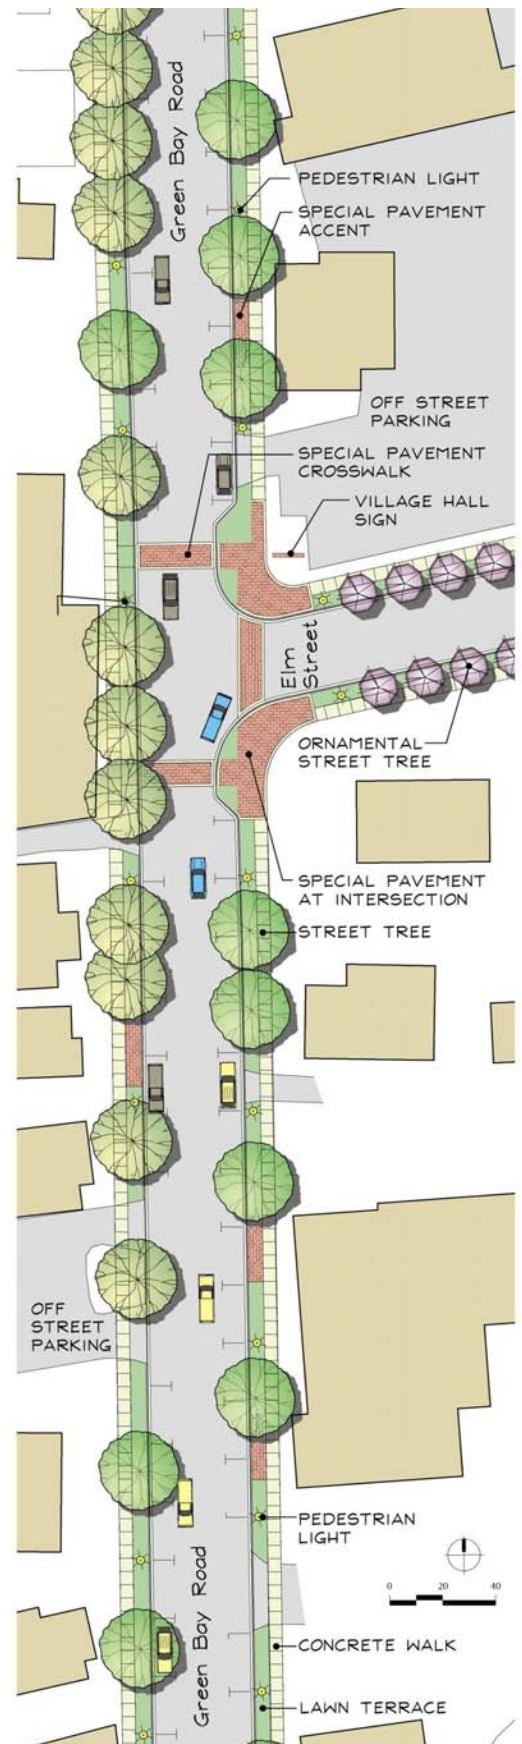 Green Bay Road
PEDESTRIAN LIGHT
SPECIAL PAVEMENT
ACCENT
OFF STREET
PARKING
SPECIAL PAVEMENT
CROSSWALK
VILLAGE HALL
SIGN
Elm
Street
ORNAMENTAL
STREET TREE
SPECIAL PAVEMENT
AT INTERSECTION
STREET TREE
OFF
STREET
PARKING
PEDESTRIAN
LIGHT
Green Bay Road
0 20 40
CONCRETE WALK
LAWN TERRACE